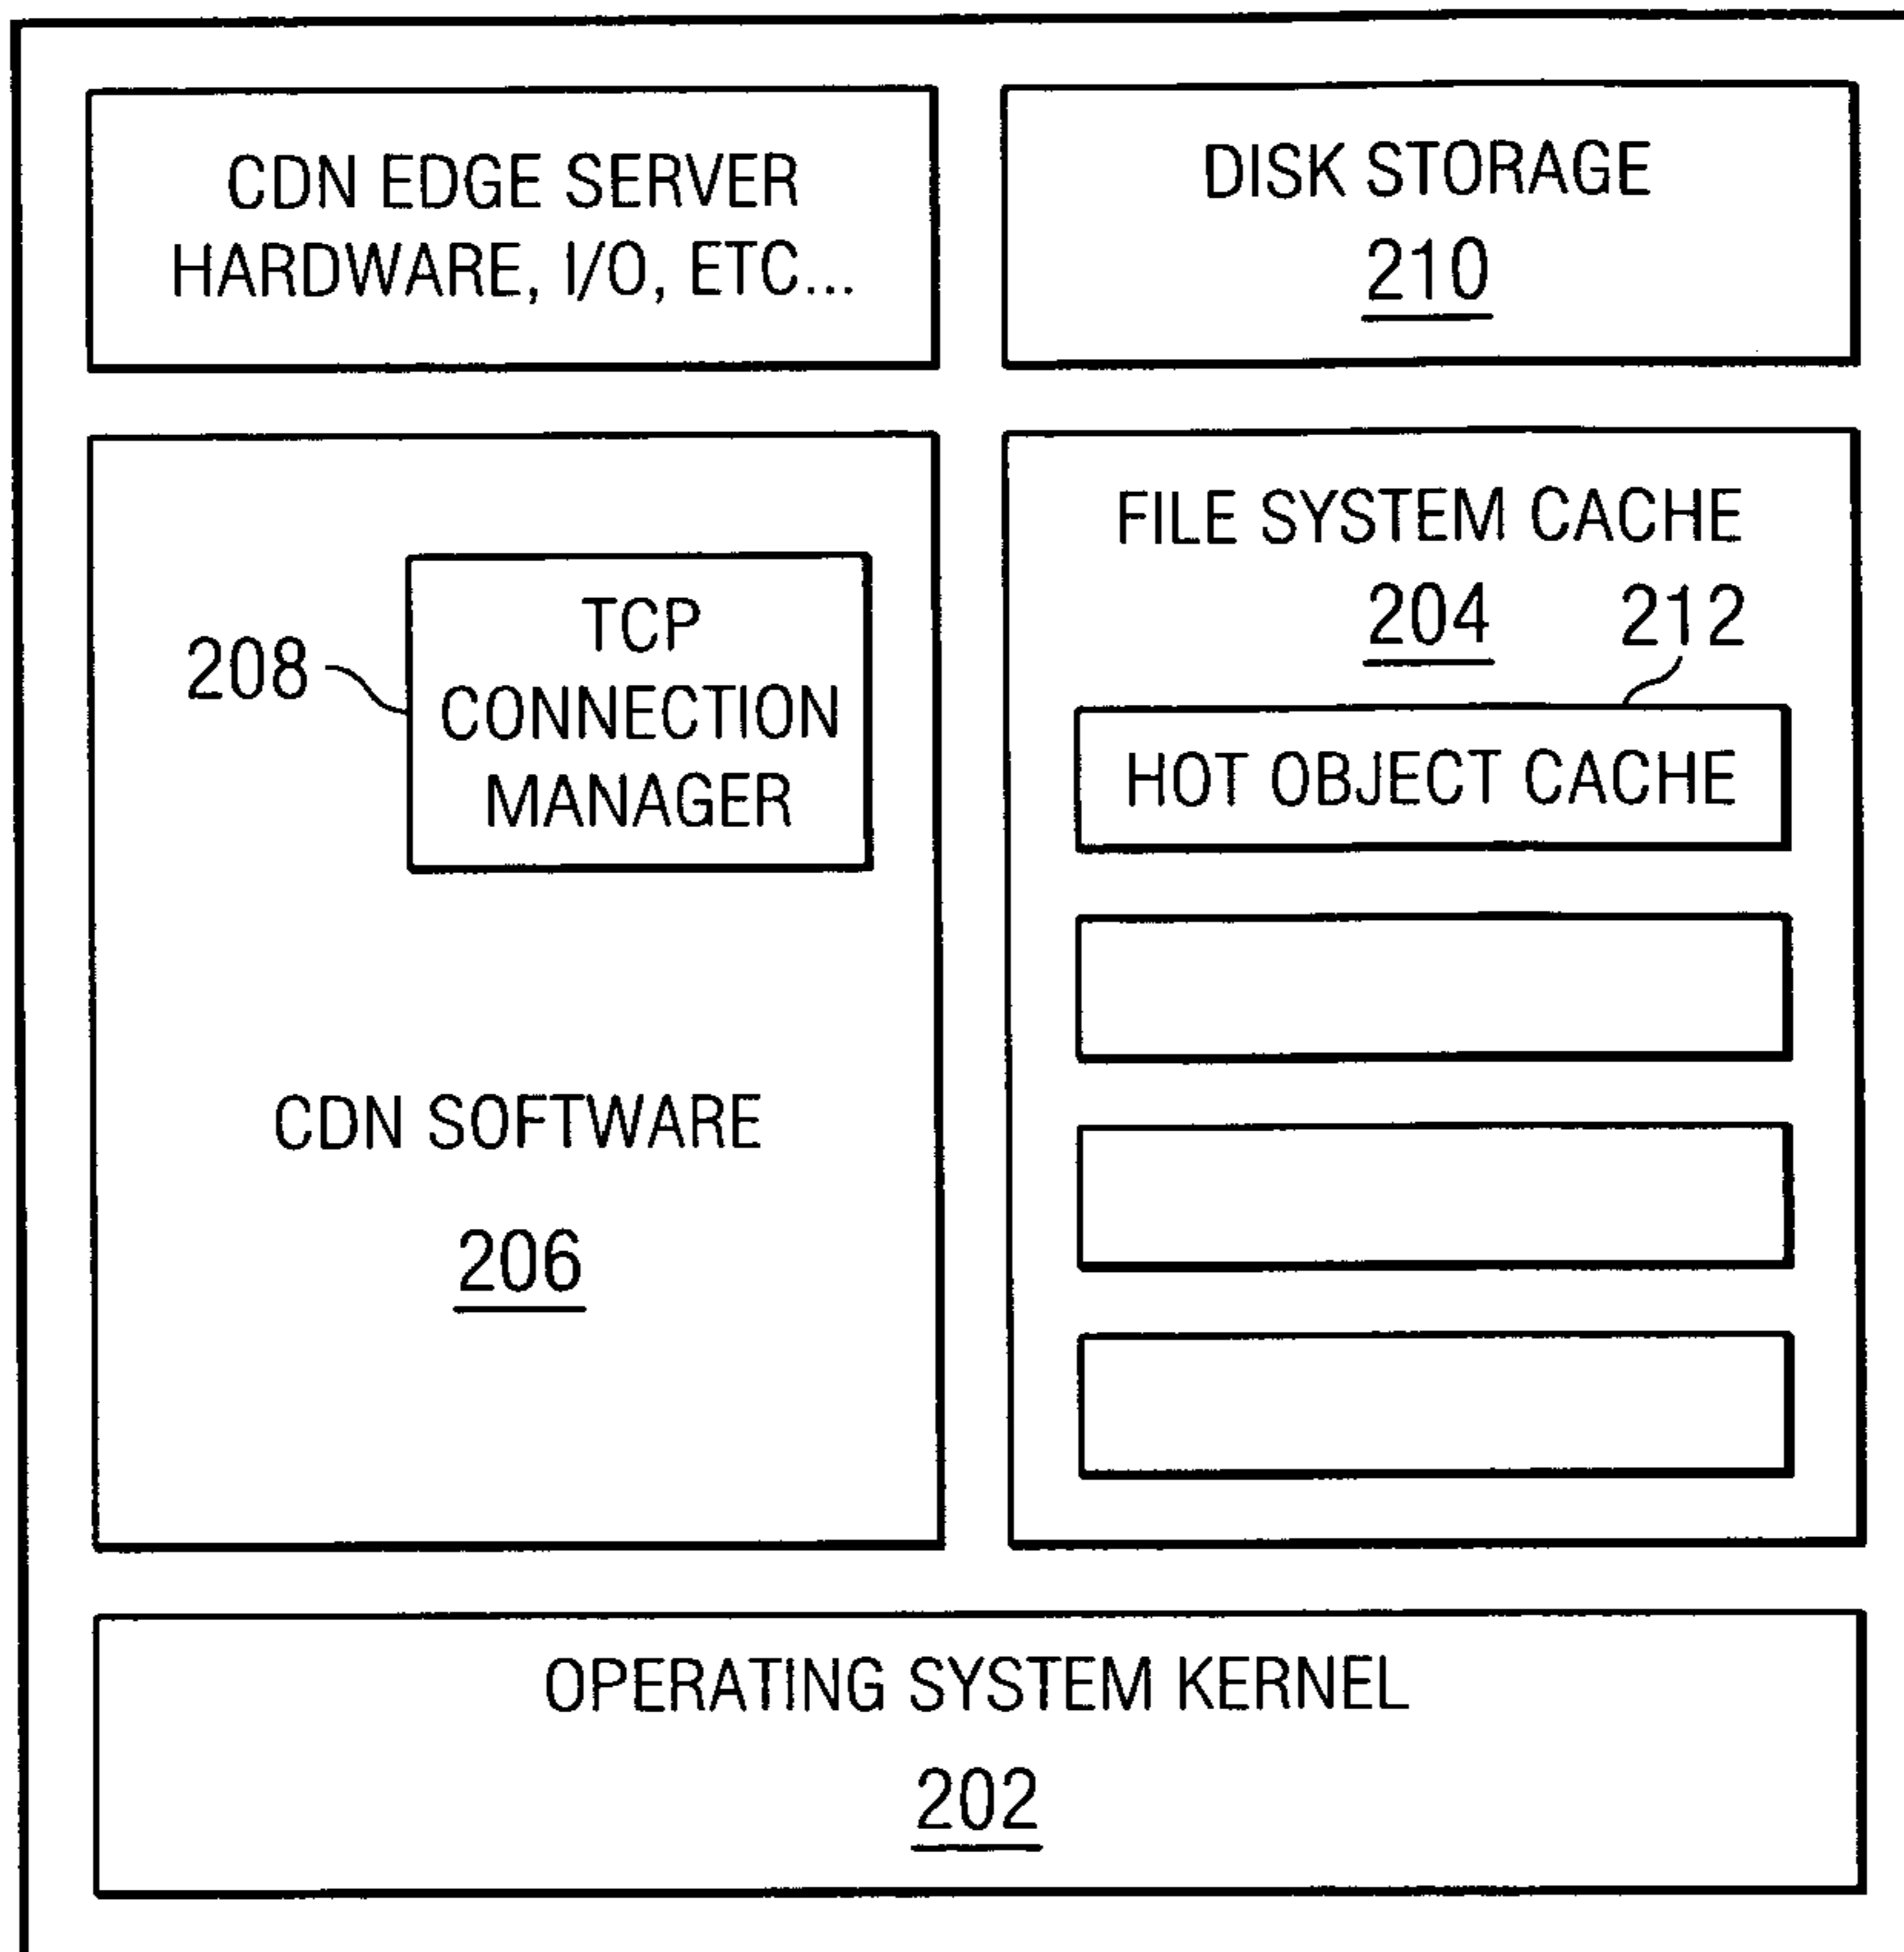 CDN EDGE SERVER
HARDWARE, I/O, ETC...
DISK STORAGE
210
208
TCP
CONNECTION
MANAGER
CDN SOFTWARE
206
FILE SYSTEM CACHE
204
212
HOT OBJECT CACHE
OPERATING SYSTEM KERNEL
202